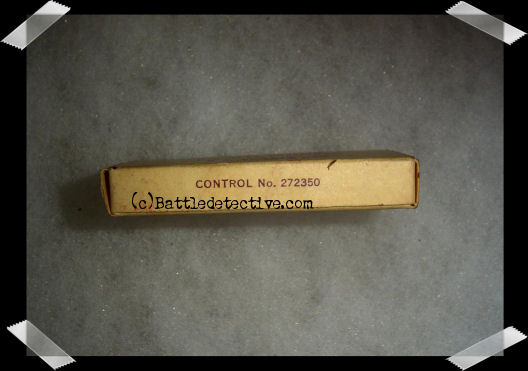 CONTROL No. 272350
(c)Battledetective.com